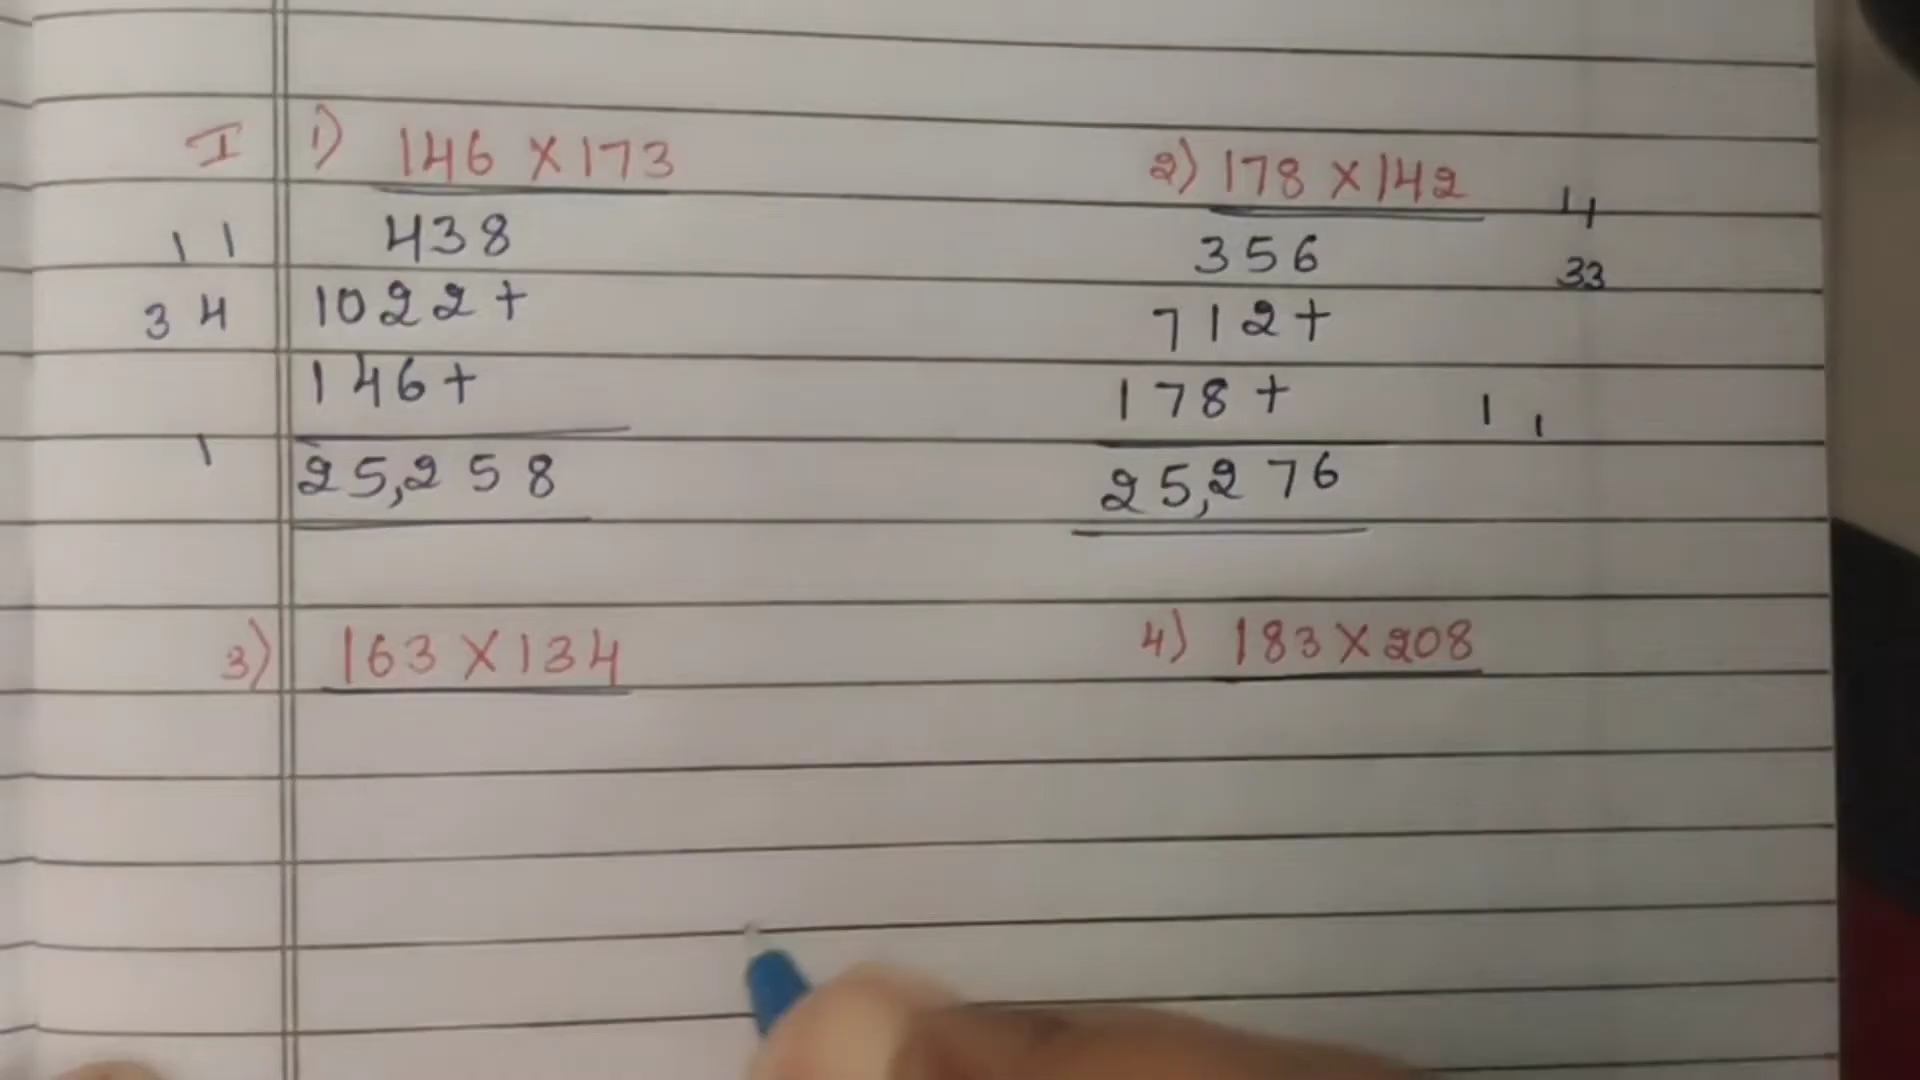 I 1) 146 X 173 2) 178 X 142
1 1 438 356 11
3 4 1022+ 712+ 33
146+ 178+ 1 1
1 25,258 25,276
3) 163 X 134 4) 183 X 208